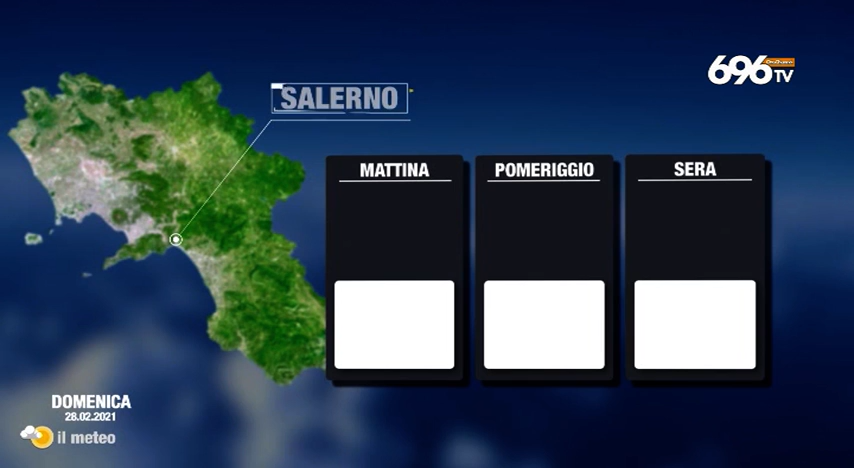 696
TV
SALERNO
MATTINA
POMERIGGIO
SERA
DOMENICA
28.02.2021
il meteo